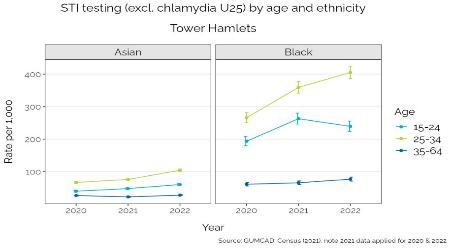 STI testing (excl. chlamydia U25) by age and ethnicity
Tower Hamlets
Asian
Black
Rate per 1,000
400
300
200
100
2020
2021
2022
2020
2021
2022
Year
Age
15-24
25-34
35-64
Source: GUMCAD, Census (2021), note 2021 data applied for 2020 & 2022